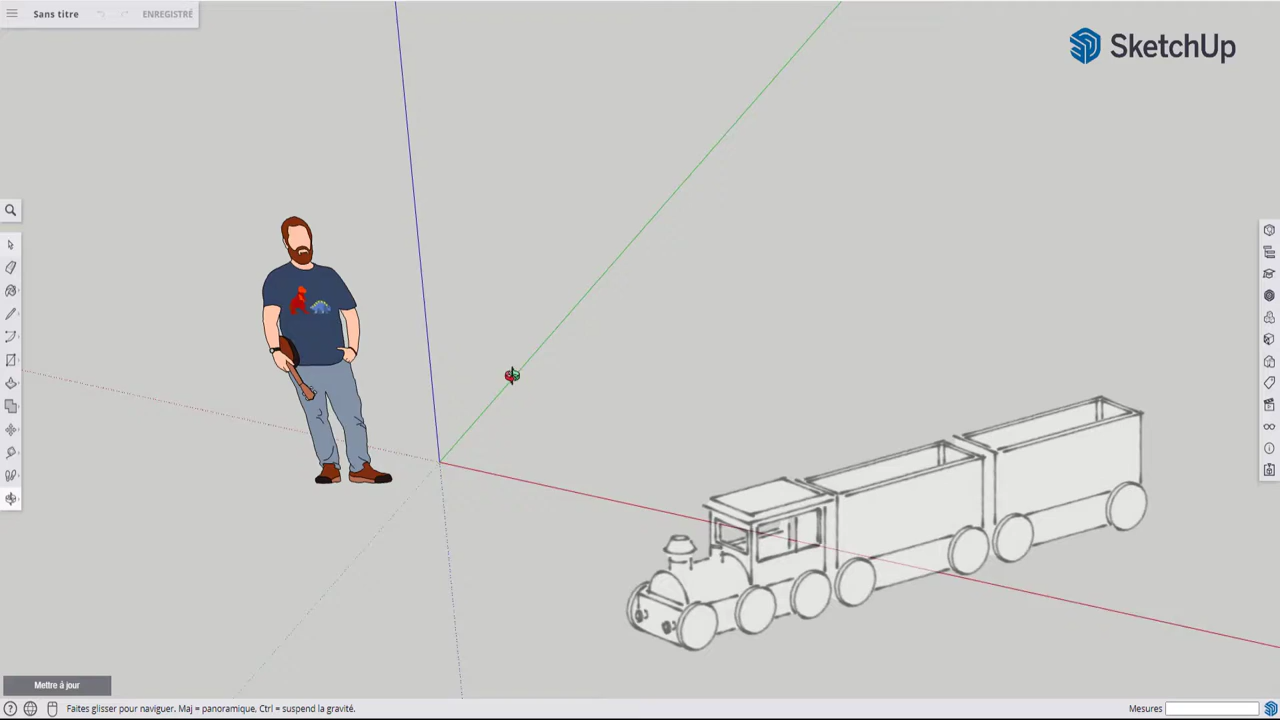 Sans titre
ENREGISTRÉ
SketchUp
Mettre à jour
Faites glisser pour naviguer. Maj = panoramique, Ctrl = suspend la gravité.
Mesures